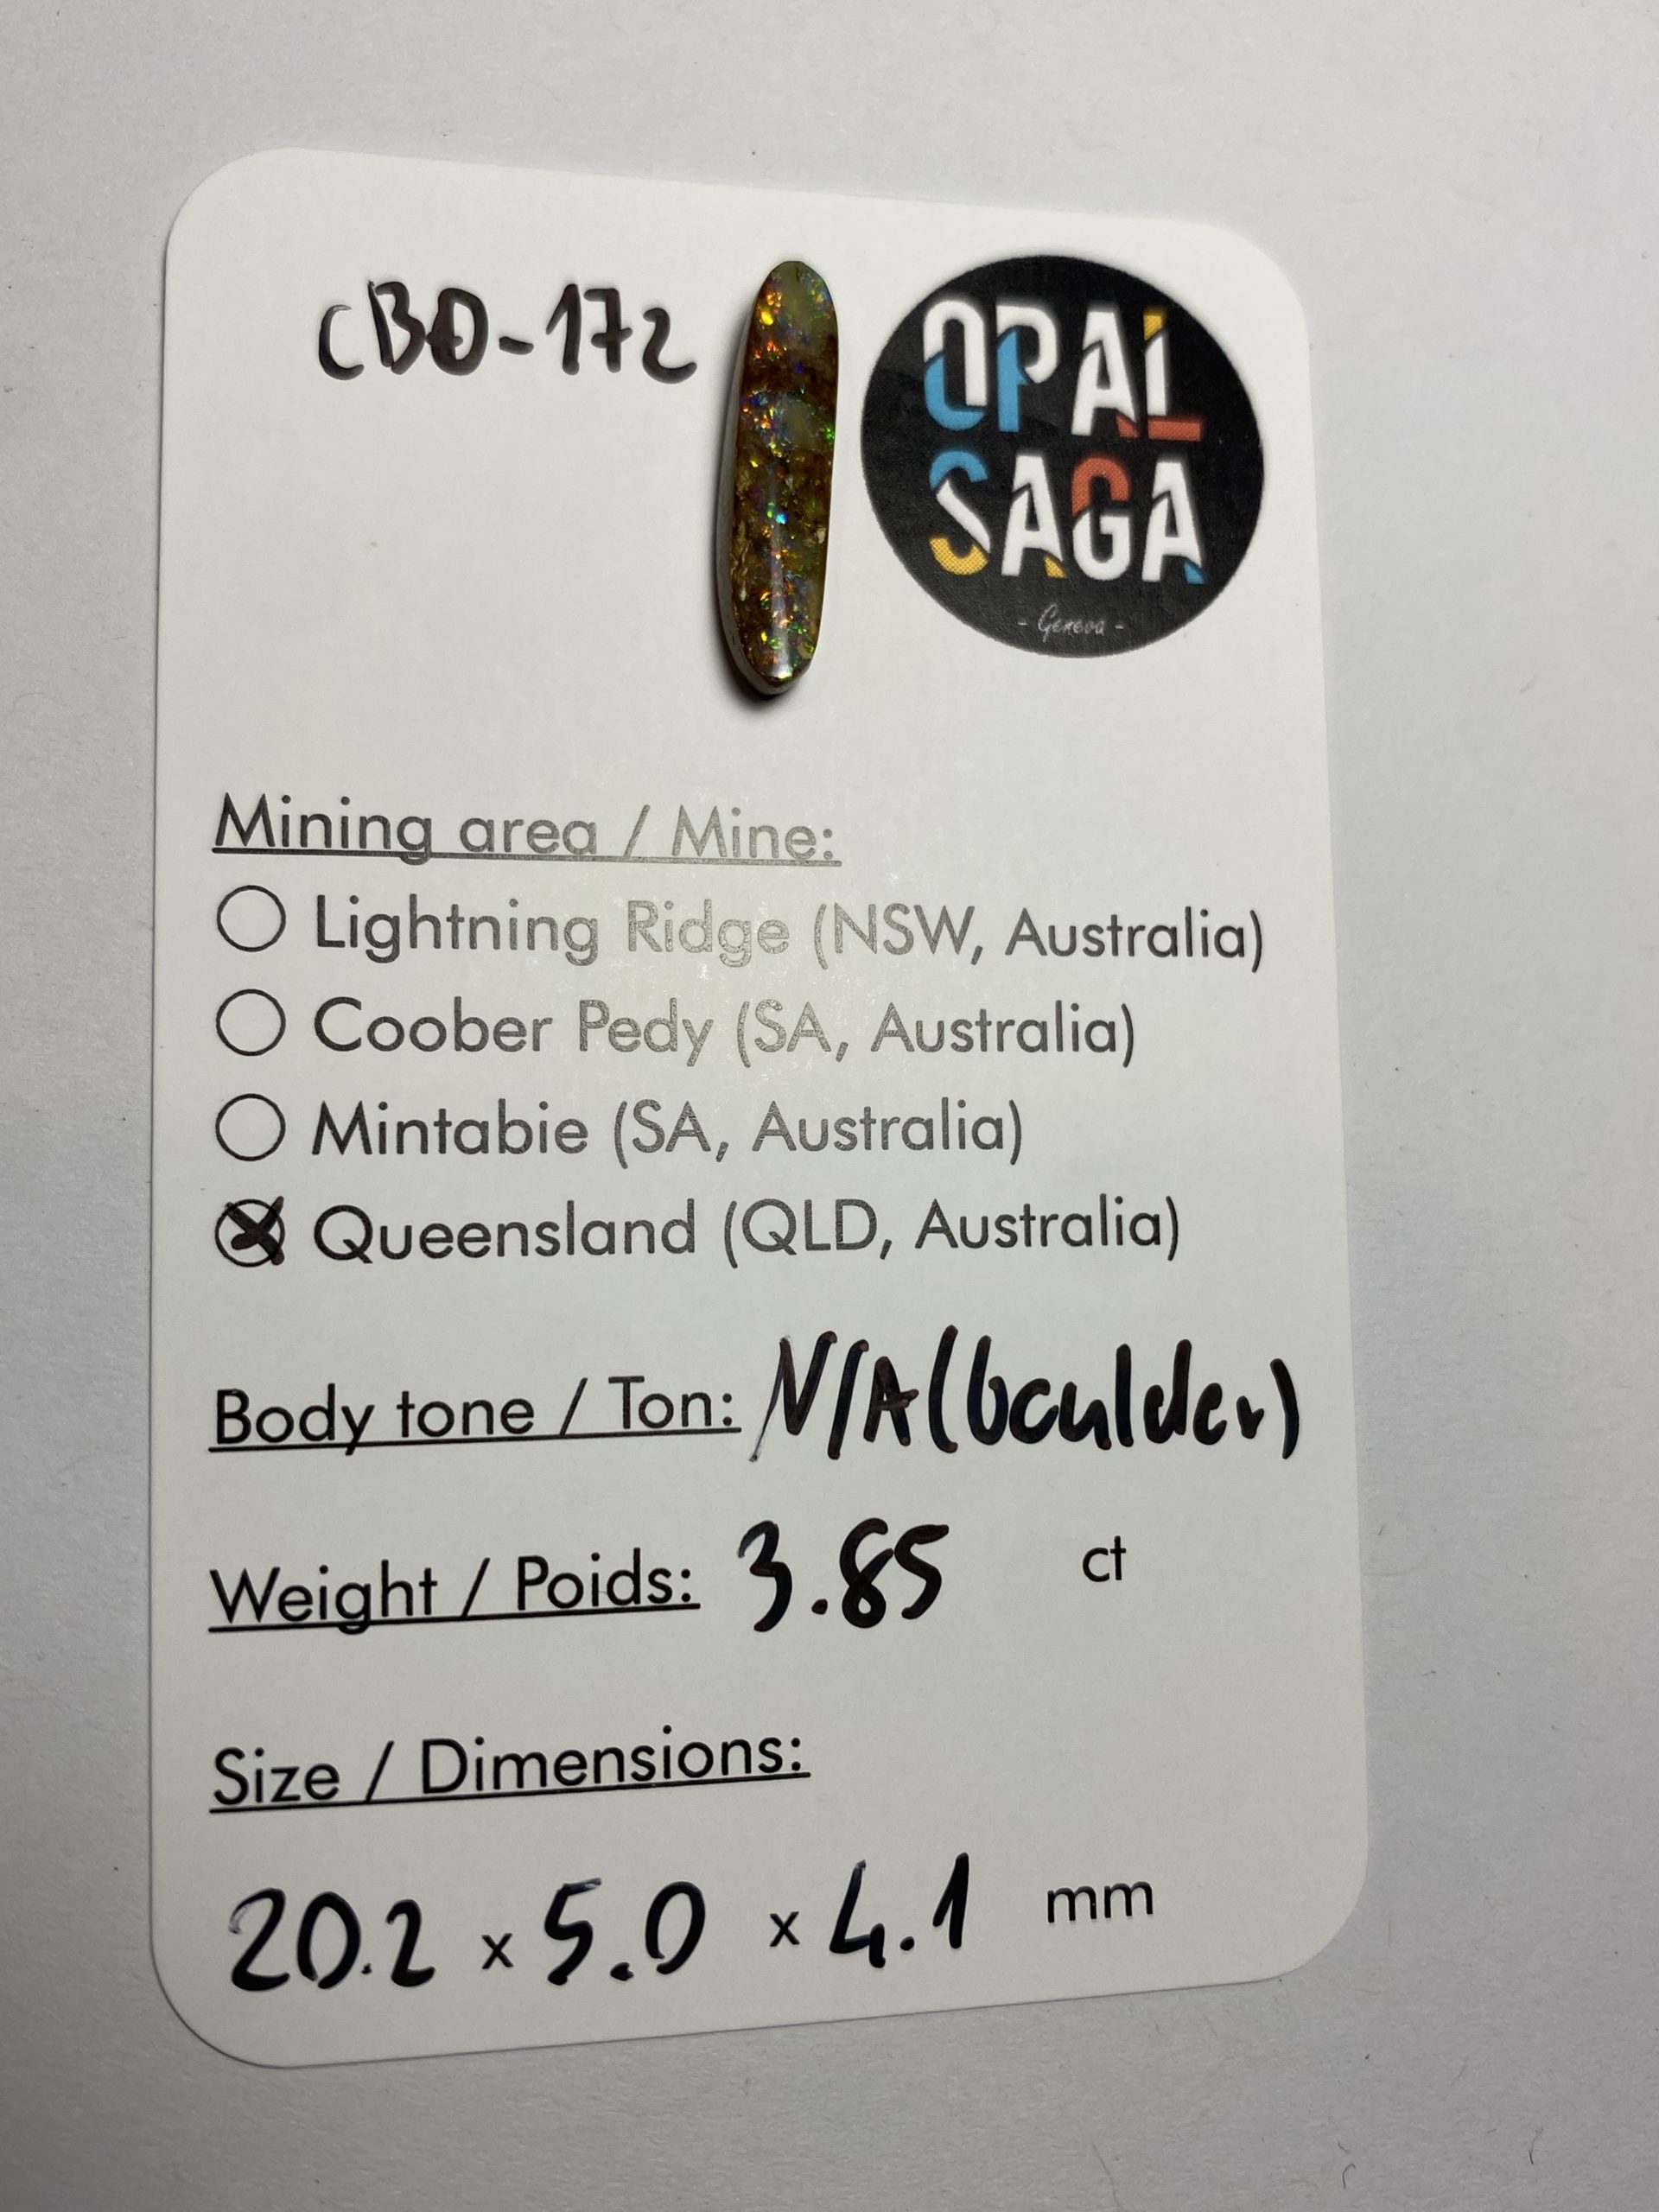 CBO-172
OPAL
SAGA
- Geneva -
Mining area / Mine:
Lightning Ridge (NSW, Australia)
Coober Pedy (SA, Australia)
Mintabie (SA, Australia)
Queensland (QLD, Australia)
Body tone / Ton: N/A (boulder)
Weight / Poids: 3.85 ct
Size / Dimensions:
20.2 x 5.0 x 4.1 mm